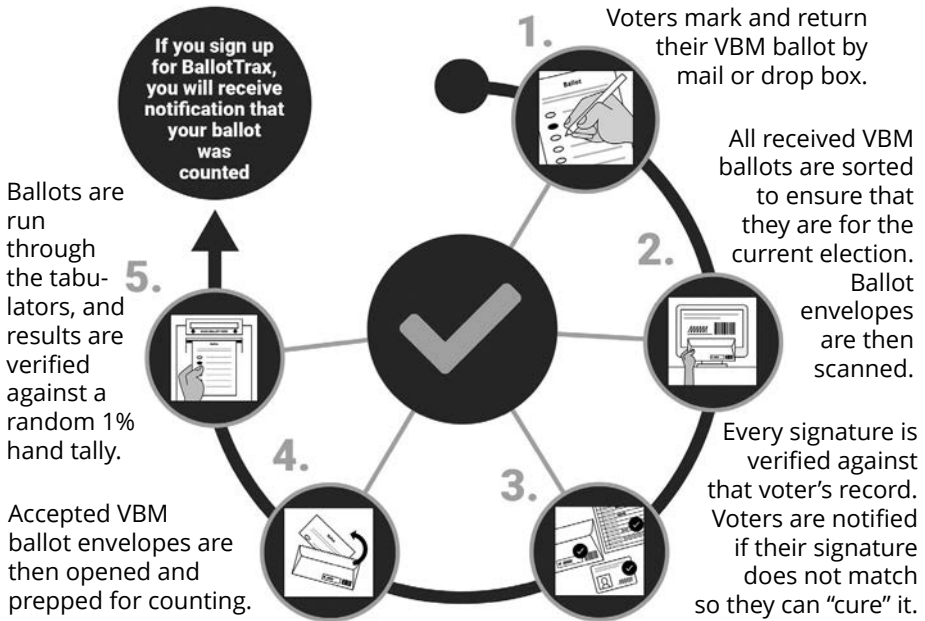 1.
Voters mark and return
their VBM ballot by
mail or drop box.
2.
All received VBM
ballots are sorted
to ensure that
they are for the
current election.
Ballot
envelopes
are then
scanned.
3.
Every signature is
verified against
that voter’s record.
Voters are notified
if their signature
does not match
so they can “cure” it.
4.
Accepted VBM
ballot envelopes are
then opened and
prepped for counting.
5.
Ballots are
run
through
the tabu-
lators, and
results are
verified
against a
random 1%
hand tally.
If you sign up
for BallotTrax,
you will receive
notification that
your ballot
was
counted
Ballot